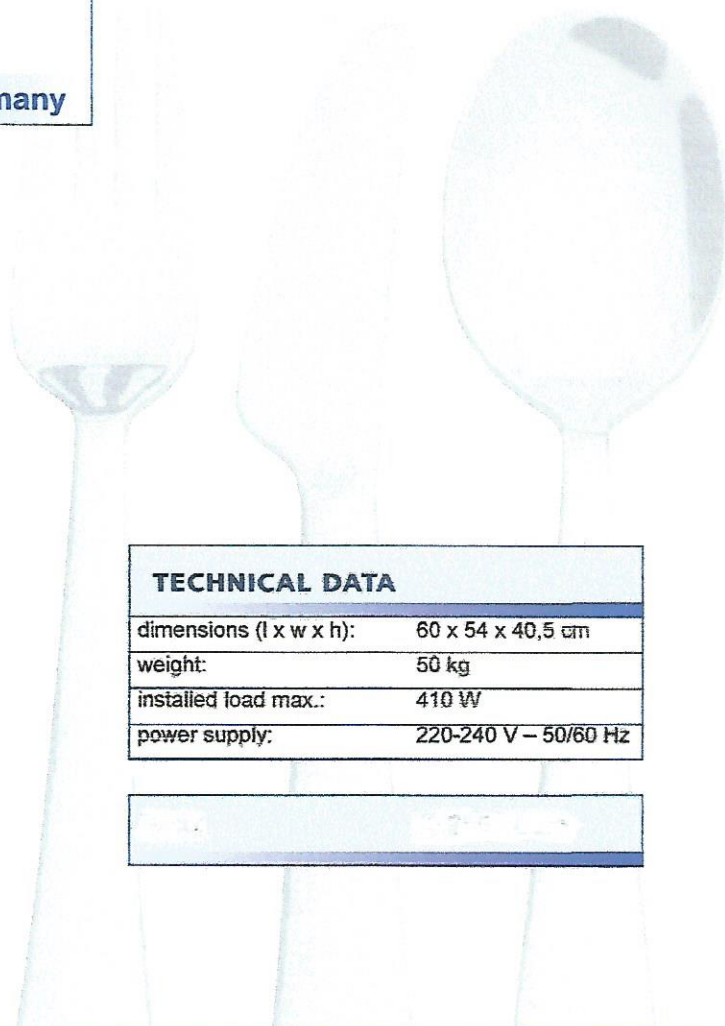 many
TECHNICAL DATA
dimensions (l x w x h): 60 x 54 x 40,5 cm
weight: 50 kg
installed load max.: 410 W
power supply: 220-240 V – 50/60 Hz